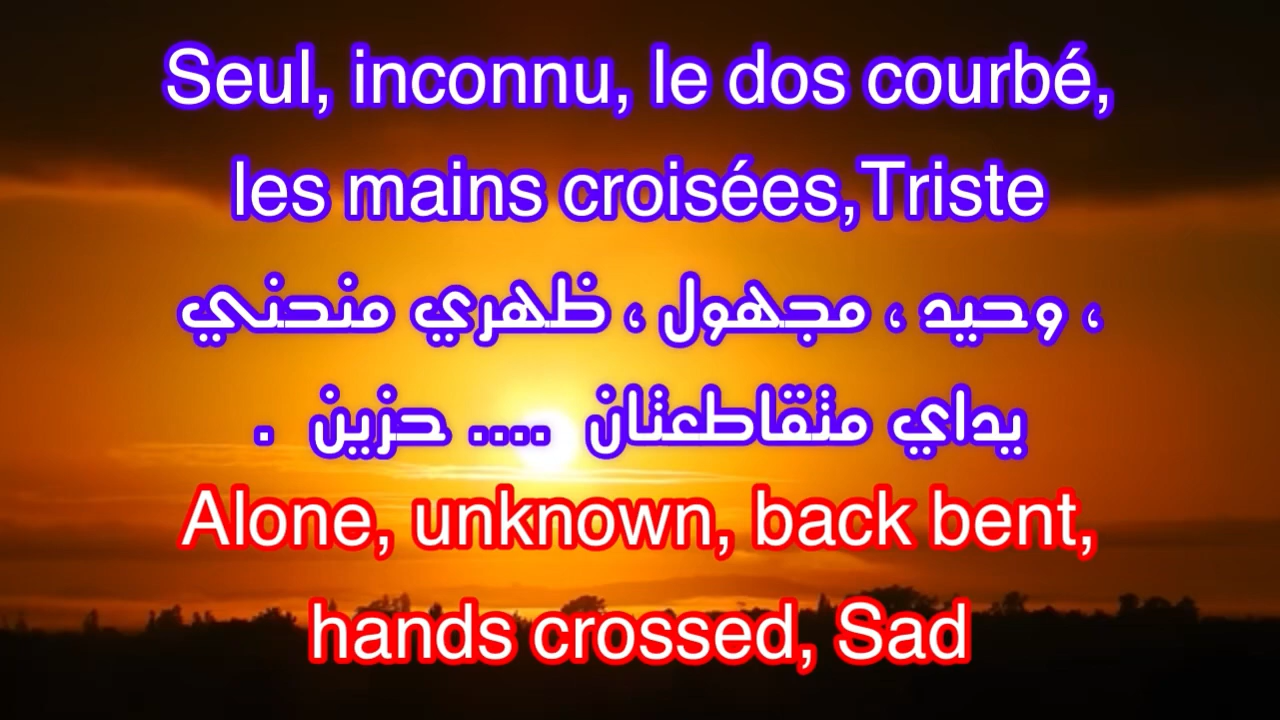 Seul, inconnu, le dos courbé,
les mains croisées,Triste
، وحيد ، مجهول ، ظهري منحني
يداي متقاطعتان .... حزين .
Alone, unknown, back bent,
hands crossed, Sad